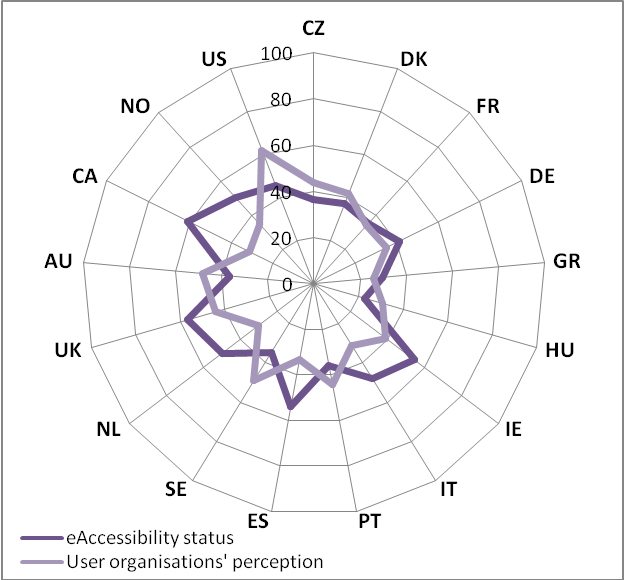 CZ
DK
FR
DE
GR
HU
IE
IT
PT
ES
SE
NL
UK
AU
CA
NO
US
100
80
60
40
20
0
eAccessibility status
User organisations' perception